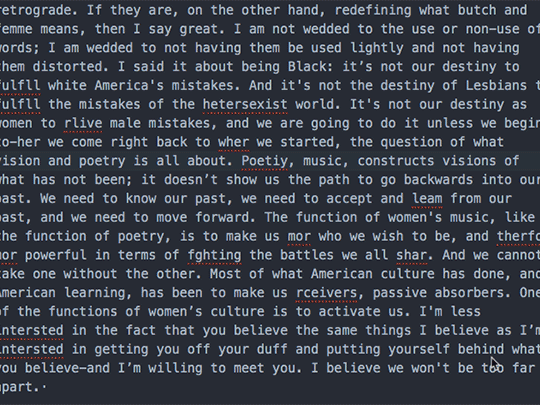 retrograde. If they are, on the other hand, redefining what butch and
femme means, then I say great. I am not wedded to the use or non-use of
words; I am wedded to not having them be used lightly and not having
them distorted. I said it about being Black: it’s not our destiny to
fulfll white America's mistakes. And it's not the destiny of Lesbians t
fulfll the mistakes of the hetersexist world. It's not our destiny as
women to rlive male mistakes, and we are going to do it unless we begin
to—her we come right back to wher we started, the question of what
vision and poetry is all about. Poetiy, music, constructs visions of
what has not been; it doesn’t show us the path to go backwards into our
past. We need to know our past, we need to accept and leam from our
past, and we need to move forward. The function of women's music, like
the function of poetry, is to make us mor who we wish to be, and therfo
mor powerful in terms of fghting the battles we all shar. And we cannot
take one without the other. Most of what American culture has done, and
American learning, has been to make us rceivers, passive absorbers. One
of the functions of women’s culture is to activate us. I'm less
intersted in the fact that you believe the same things I believe as I’m
intersted in getting you off your duff and putting yourself behind what
you believe—and I’m willing to meet you. I believe we won't be too far
apart.